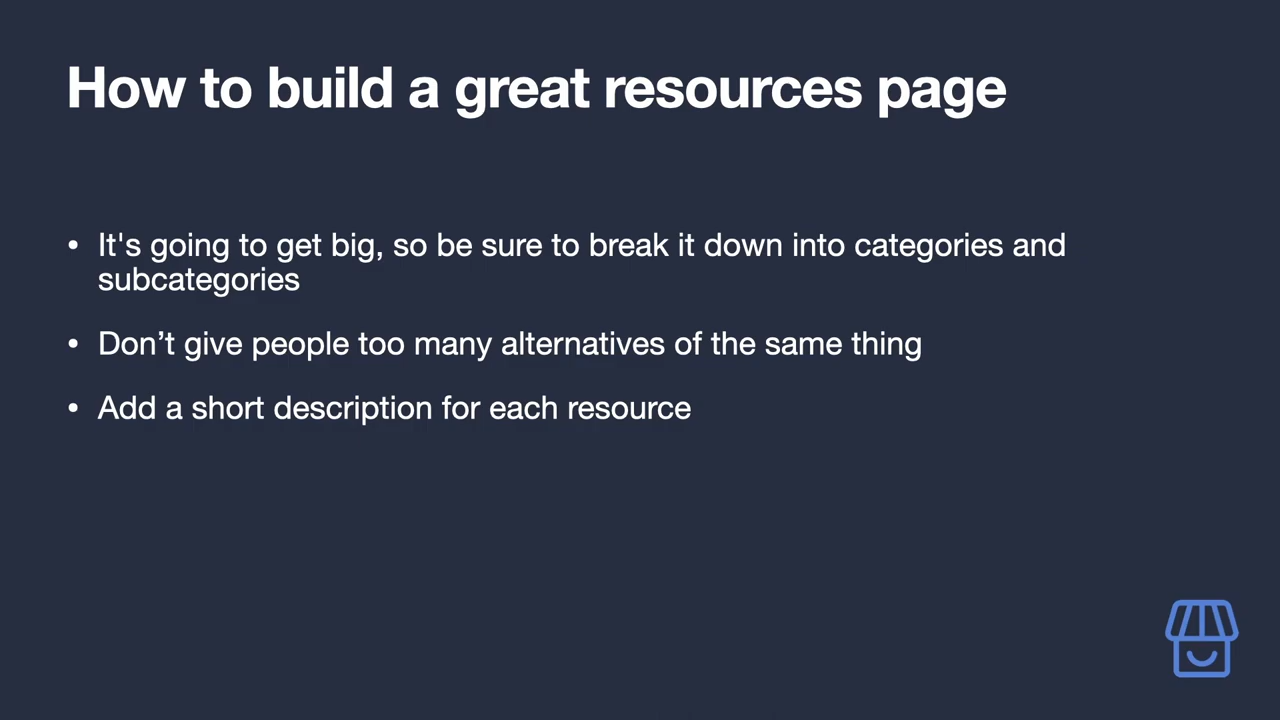 How to build a great resources page
• It's going to get big, so be sure to break it down into categories and
subcategories
• Don’t give people too many alternatives of the same thing
• Add a short description for each resource